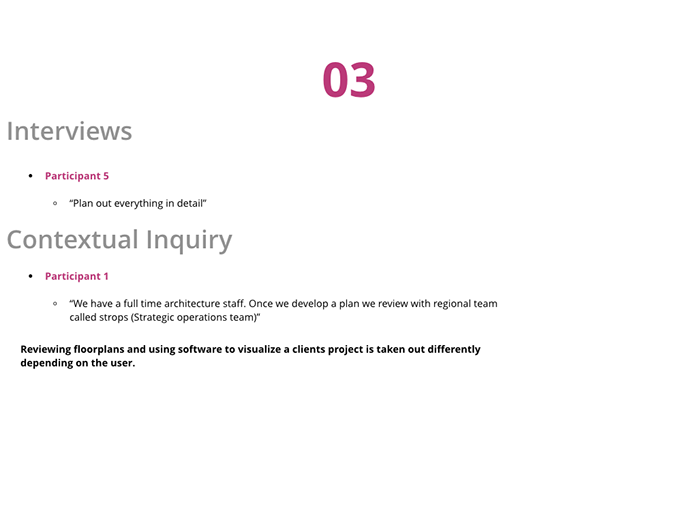 03
Interviews
• Participant 5
◦ “Plan out everything in detail”
Contextual Inquiry
• Participant 1
◦ “We have a full time architecture staff. Once we develop a plan we review with regional team
called strops (Strategic operations team)”
Reviewing floorplans and using software to visualize a clients project is taken out differently
depending on the user.